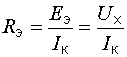 R_Э = E_Э / I_К = U_Х / I_К